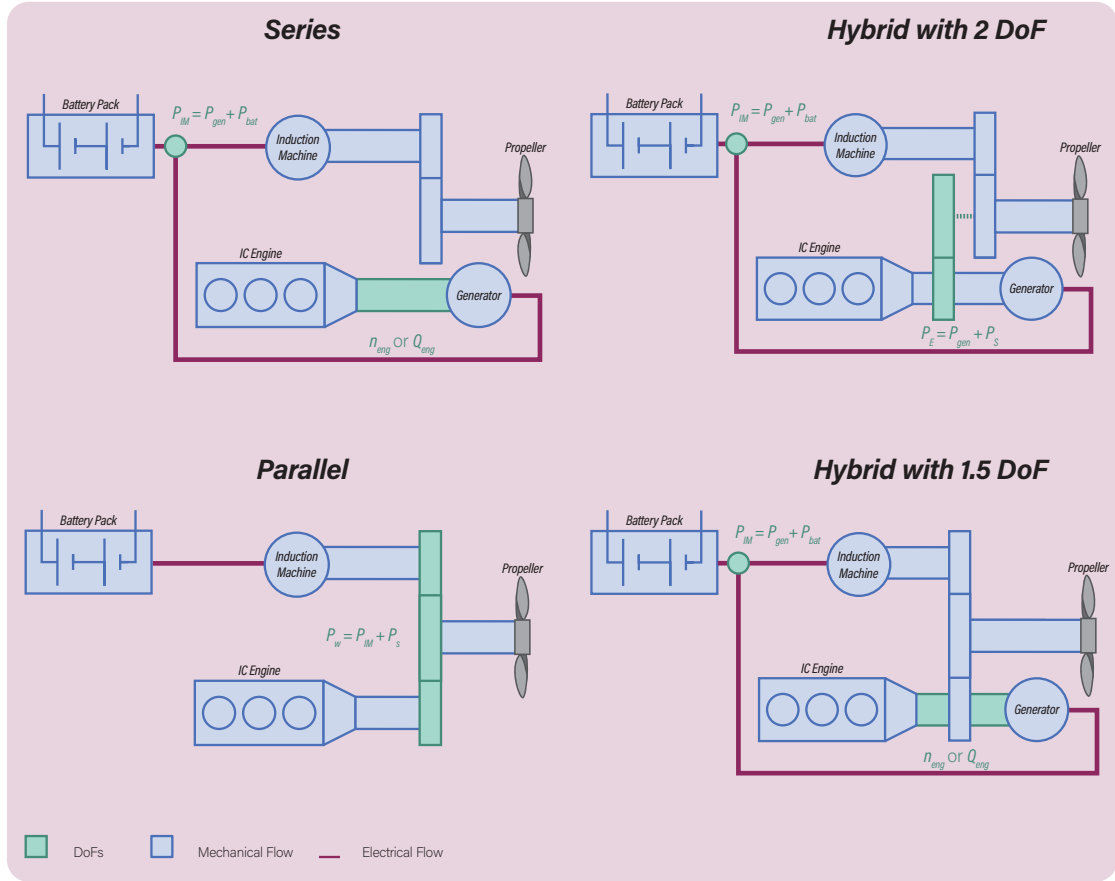 Series
Battery Pack
P_IM = P_gen + P_bat
Induction
Machine
Propeller
IC Engine
Generator
n_eng or Q_eng
Hybrid with 2 DoF
Battery Pack
P_IM = P_gen + P_bat
Induction
Machine
Propeller
IC Engine
Generator
P_E = P_gen + P_S
Parallel
Battery Pack
Induction
Machine
Propeller
P_w = P_IM + P_s
IC Engine
Hybrid with 1.5 DoF
Battery Pack
P_IM = P_gen + P_bat
Induction
Machine
Propeller
IC Engine
Generator
n_eng or Q_eng
DoFs
Mechanical Flow
Electrical Flow